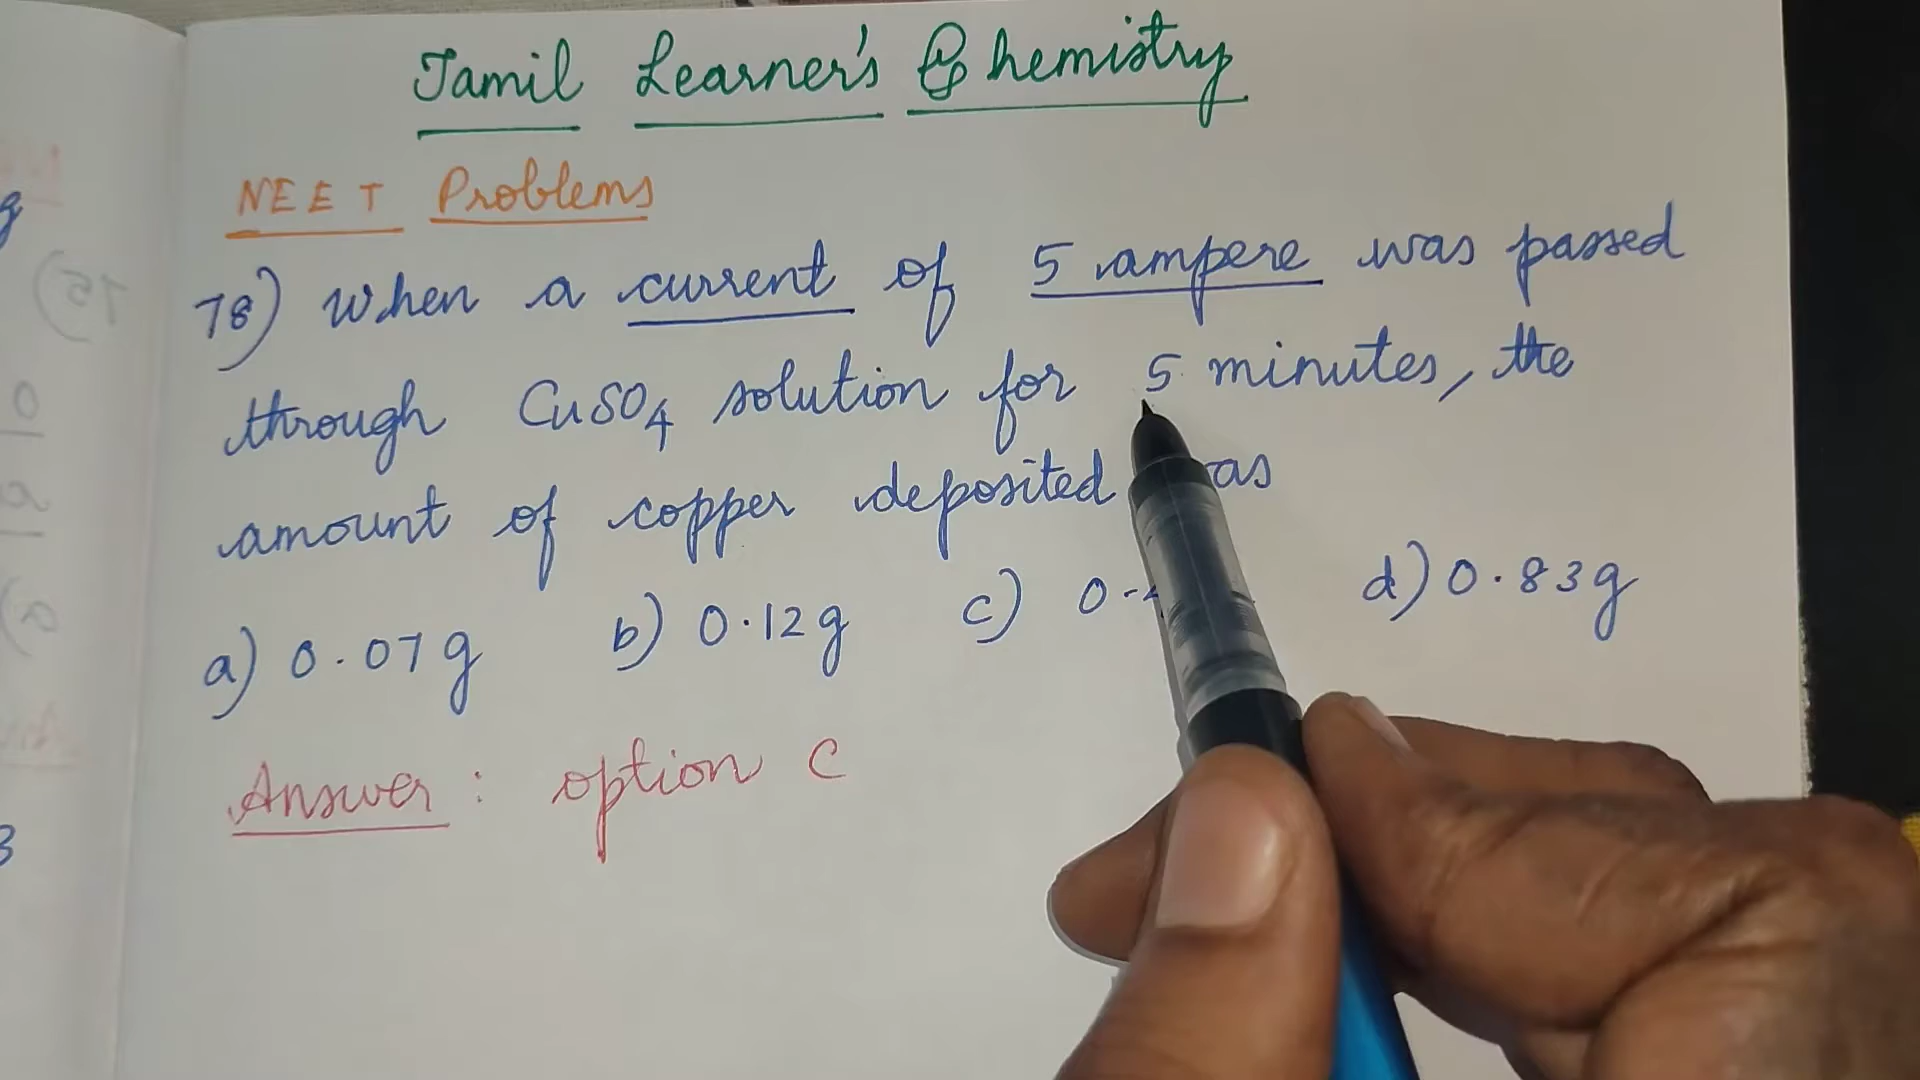 Tamil Learner's Chemistry
NEET Problems
78) When a current of 5 ampere was passed
through CuSO4 solution for 5 minutes, the
amount of copper deposited
a) 0.07g b) 0.12g c) d) 0.83g
Answer : option C